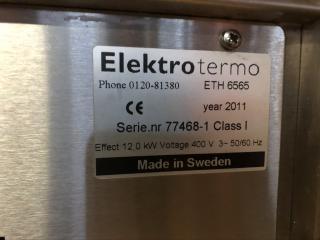 Elektrotermo
Phone 0120-81380 ETH 6565
CE year 2011
Serie.nr 77468-1 Class I
Effect 12,0 kW Voltage 400 V 3~ 50/60 Hz
Made in Sweden